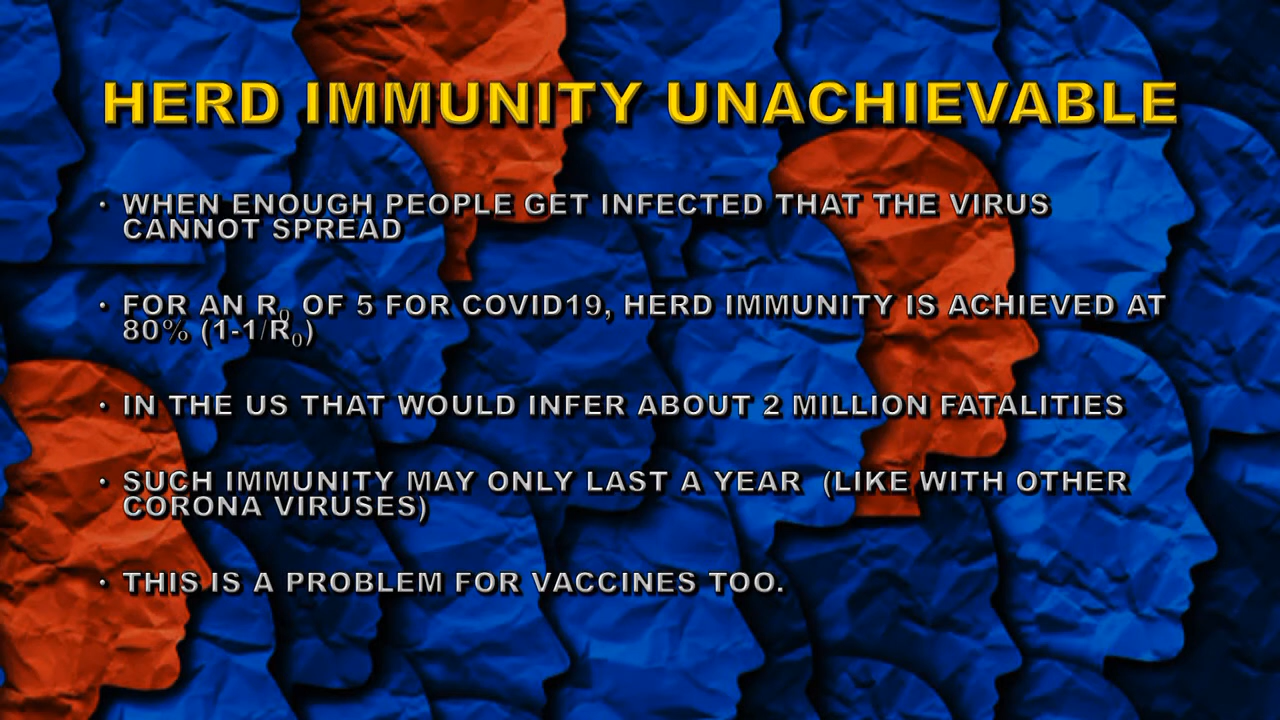 HERD IMMUNITY UNACHIEVABLE
• WHEN ENOUGH PEOPLE GET INFECTED THAT THE VIRUS
CANNOT SPREAD
• FOR AN R₀ OF 5 FOR COVID19, HERD IMMUNITY IS ACHIEVED AT
80% (1-1/R₀)
• IN THE US THAT WOULD INFER ABOUT 2 MILLION FATALITIES
• SUCH IMMUNITY MAY ONLY LAST A YEAR (LIKE WITH OTHER
CORONA VIRUSES)
• THIS IS A PROBLEM FOR VACCINES TOO.